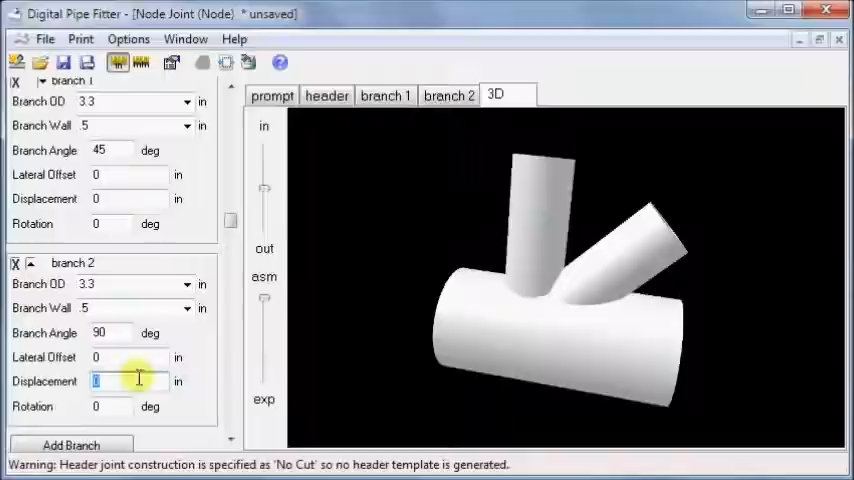 Digital Pipe Fitter - [Node Joint (Node) * unsaved]
File Print Options Window Help
X branch 1
Branch OD 3.3 in
Branch Wall .5 in
Branch Angle 45 deg
Lateral Offset 0 in
Displacement 0 in
Rotation 0 deg
X branch 2
Branch OD 3.3 in
Branch Wall .5 in
Branch Angle 90 deg
Lateral Offset 0 in
Displacement 0 in
Rotation 0 deg
Add Branch
prompt header branch 1 branch 2 3D
in
out
asm
exp
Warning: Header joint construction is specified as 'No Cut' so no header template is generated.